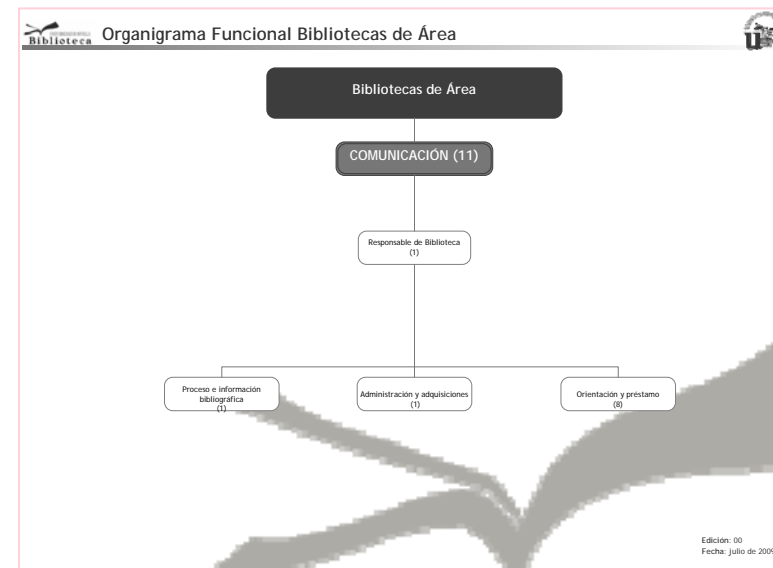 Biblioteca
Organigrama Funcional Bibliotecas de Área
Bibliotecas de Área
COMUNICACIÓN (11)
Responsable de Biblioteca
(1)
Proceso e información
bibliográfica
(1)
Administración y adquisiciones
(1)
Orientación y préstamo
(8)
Edición: 00
Fecha: julio de 2009